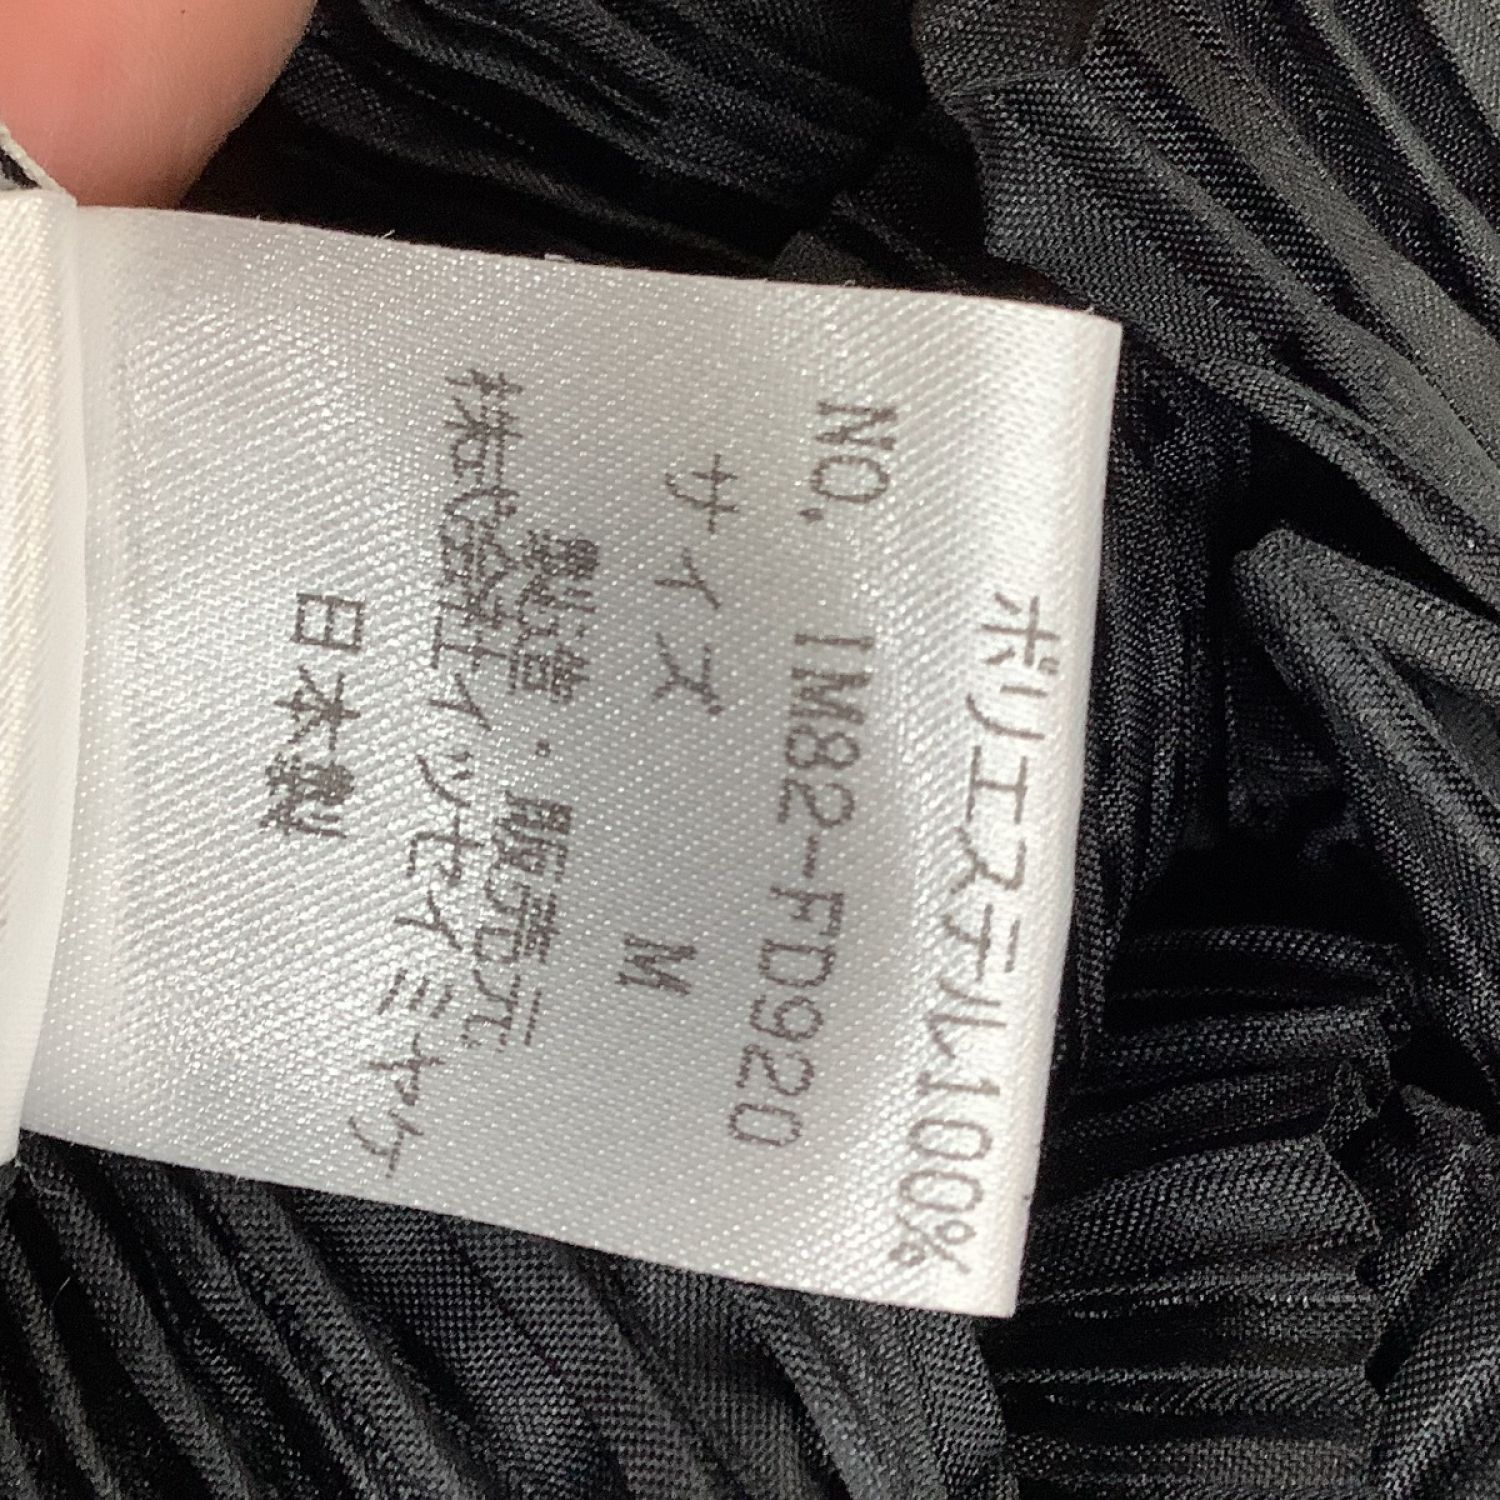 ポリエステル100%
NO. IM82-FD920
サイズ M
製造・販売元
株式会社イッセイミヤケ
日本製